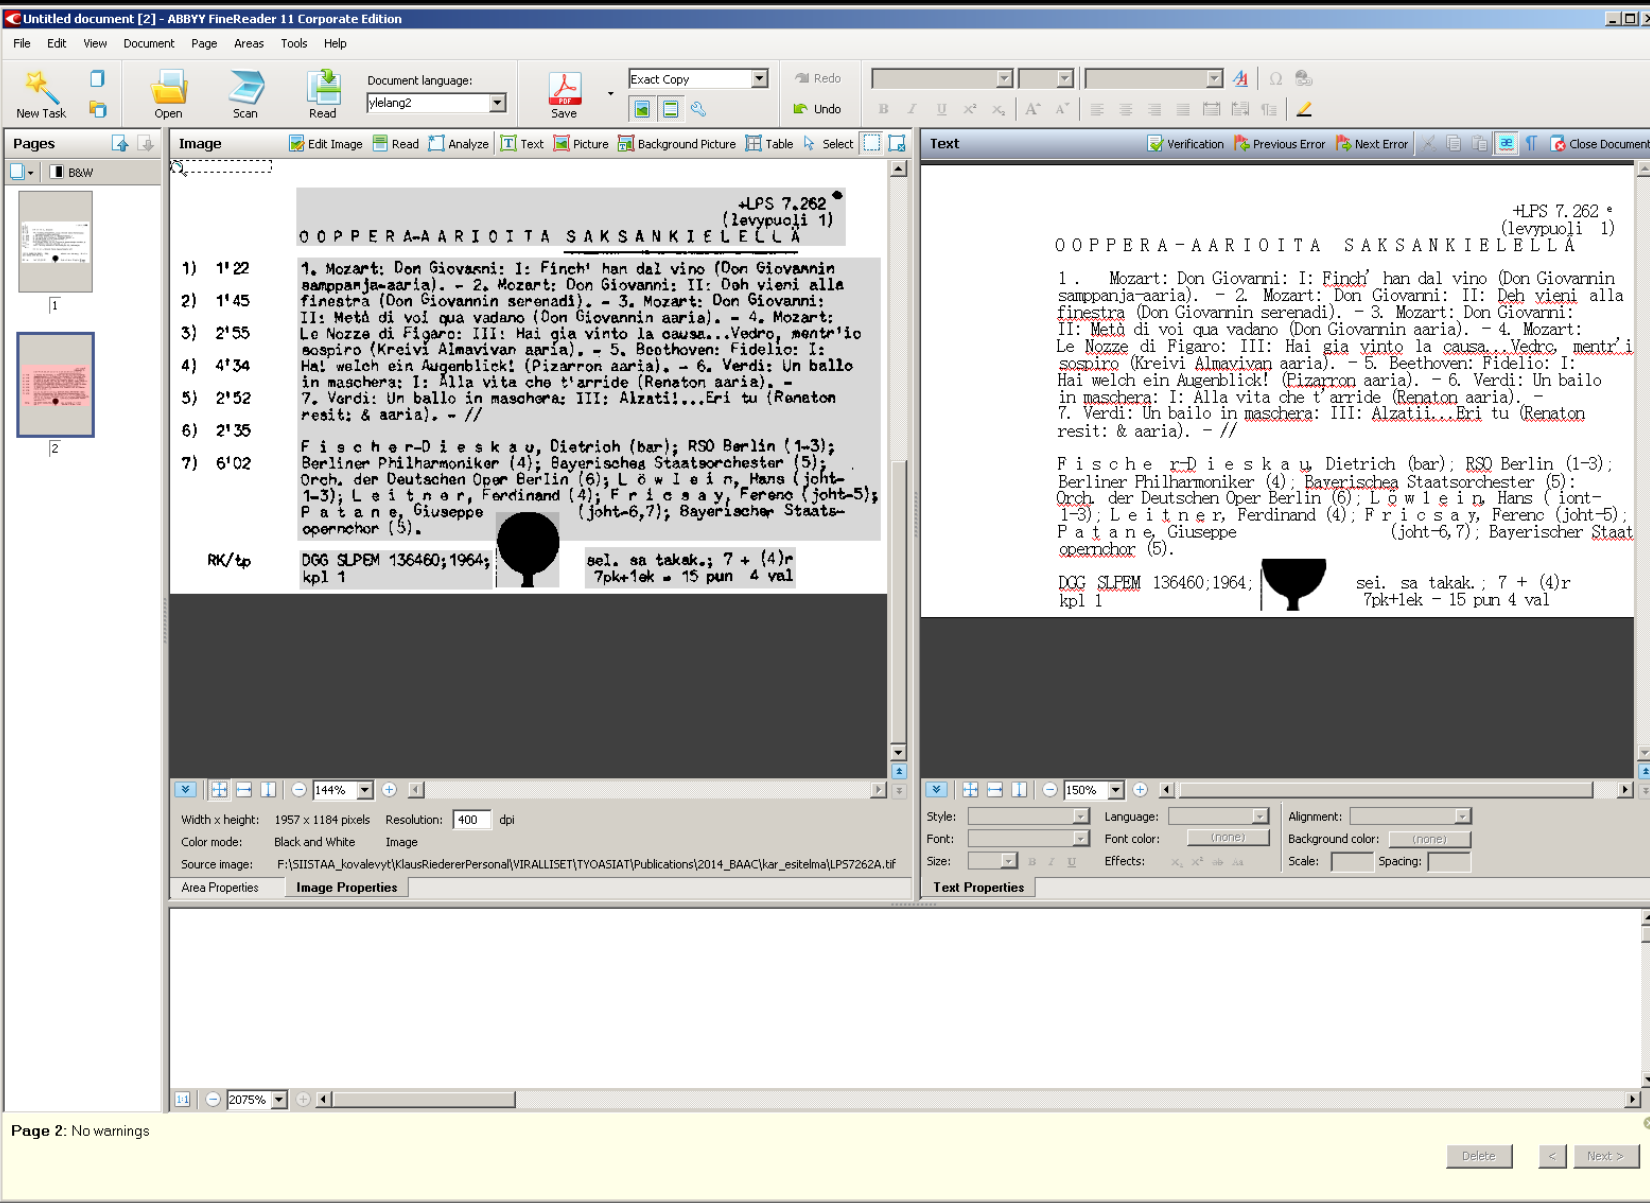 Untitled document [2] - ABBYY FineReader 11 Corporate Edition
File Edit View Document Page Areas Tools Help
New Task
Open
Scan
Read
Document language:
ylelang2
Save
Exact Copy
Redo
Undo
Pages
B&W
1
2
Image
Edit Image Read Analyze Text Picture Background Picture Table Select
+LPS 7.262
(levypuoli 1)
O O P P E R A-A A R I O I T A S A K S A N K I E L E L L Ä
1) 1'22
2) 1'45
3) 2'55
4) 4'34
5) 2'52
6) 2'35
7) 6'02
1. Mozart: Don Giovanni: I: Finch' han dal vino (Don Giovannin
samppanja-aaria). - 2. Mozart: Don Giovanni: II: Deh vieni alla
finestra (Don Giovannin serenadi). - 3. Mozart: Don Giovanni:
II: Metà di voi qua vadano (Don Giovannin aaria). - 4. Mozart:
Le Nozze di Figaro: III: Hai gia vinto la causa...Vedro, mentr'io
sospiro (Kreivi Almavivan aaria). - 5. Beethoven: Fidelio: I:
Ha! welch ein Augenblick! (Pizarron aaria). - 6. Verdi: Un ballo
in maschera: I: Alla vita che t'arride (Renaton aaria). -
7. Verdi: Un ballo in maschera: III: Alzati!...Eri tu (Renaton
resit: & aaria). - //
F i s c h e r-D i e s k a u, Dietrich (bar); RSO Berlin (1-3);
Berliner Philharmoniker (4); Bayerisches Staatsorchester (5);
Orch. der Deutschen Oper Berlin (6); L ö w l e i n, Hans (joht-
1-3); L e i t n e r, Ferdinand (4); F r i c s a y, Ferenc (joht-5);
P a t a n e, Giuseppe (joht-6,7); Bayerischer Staats-
opernchor (5).
RK/tp
DGG SLPEM 136460;1964;
kpl 1
sel. sa takak.; 7 + (4)r
7pk+1ek = 15 pun 4 val
144%
Width x height: 1957 x 1184 pixels Resolution: 400 dpi
Color mode: Black and White Image
Source image: F:\SIISTAA_kovalevyt\KlausRiedererPersonal\VIRALLISET\TYOASIAT\Publications\2014_BAAC\kar_esitelma\LPS7262A.tif
Area Properties Image Properties
Text
Verification Previous Error Next Error Close Document
+LPS 7.262 e
(levypuoli 1)
O O P P E R A - A A R I O I T A S A K S A N K I E L E L L Ä
1 . Mozart: Don Giovanni: I: Finch' han dal vino (Don Giovannin
samppanja-aaria). - 2. Mozart: Don Giovanni: II: Deh vieni alla
finestra (Don Giovannin serenadi). - 3. Mozart: Don Giovanni:
II: Metù di voi qua vadano (Don Giovannin aaria). - 4. Mozart:
Le Nozze di Figaro: III: Hai gia vinto la causa...Vedrc, mentr'i
sospiro (Kreivi Almavivan aaria). - 5. Beethoven: Fidelio: I:
Hai welch ein Augenblick! (Pizarron aaria). - 6. Verdi: Un bailo
in maschera: I: Alla vita che t'arride (Renaton aaria). -
7. Verdi: Un bailo in maschera: III: Alzatii...Eri tu (Renaton
resit: & aaria). - //
F i s c h e r-D i e s k a u, Dietrich (bar); RSO Berlin (1-3);
Berliner Philharmoniker (4); Bayerisches Staatsorchester (5):
Orch. der Deutschen Oper Berlin (6); L ö w l e i n, Hans ( iont-
1-3); L e i t n e r, Ferdinand (4); F r i c s a y, Ferenc (joht-5);
P a t a n e, Giuseppe (joht-6,7); Bayerischer Staat
opernchor (5).
DGG SLPEM 136460;1964;
kpl 1
sei. sa takak.; 7 + (4)r
7pk+1ek - 15 pun 4 val
150%
Style: Language: Alignment:
Font: Font color: (none) Background color: (none)
Size: Effects: Scale: Spacing:
Text Properties
1:1 2075%
Page 2: No warnings
Delete < Next >